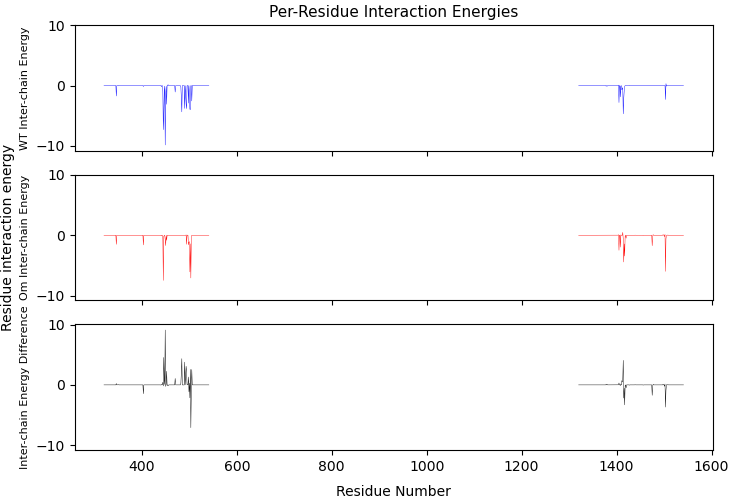 Per-Residue Interaction Energies
Residue interaction energy
WT Inter-chain Energy
10
0
−10
Om Inter-chain Energy
10
0
−10
Inter-chain Energy Difference
10
0
−10
400 600 800 1000 1200 1400 1600
Residue Number